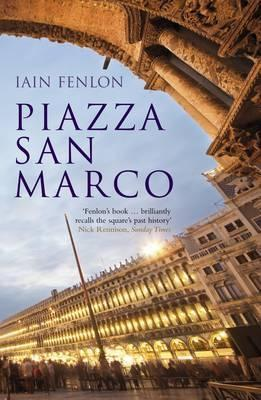 IAIN FENLON
PIAZZA
SAN
MARCO
‘Fenlon's book ... brilliantly
recalls the square's past history’
Nick Rennison, Sunday Times